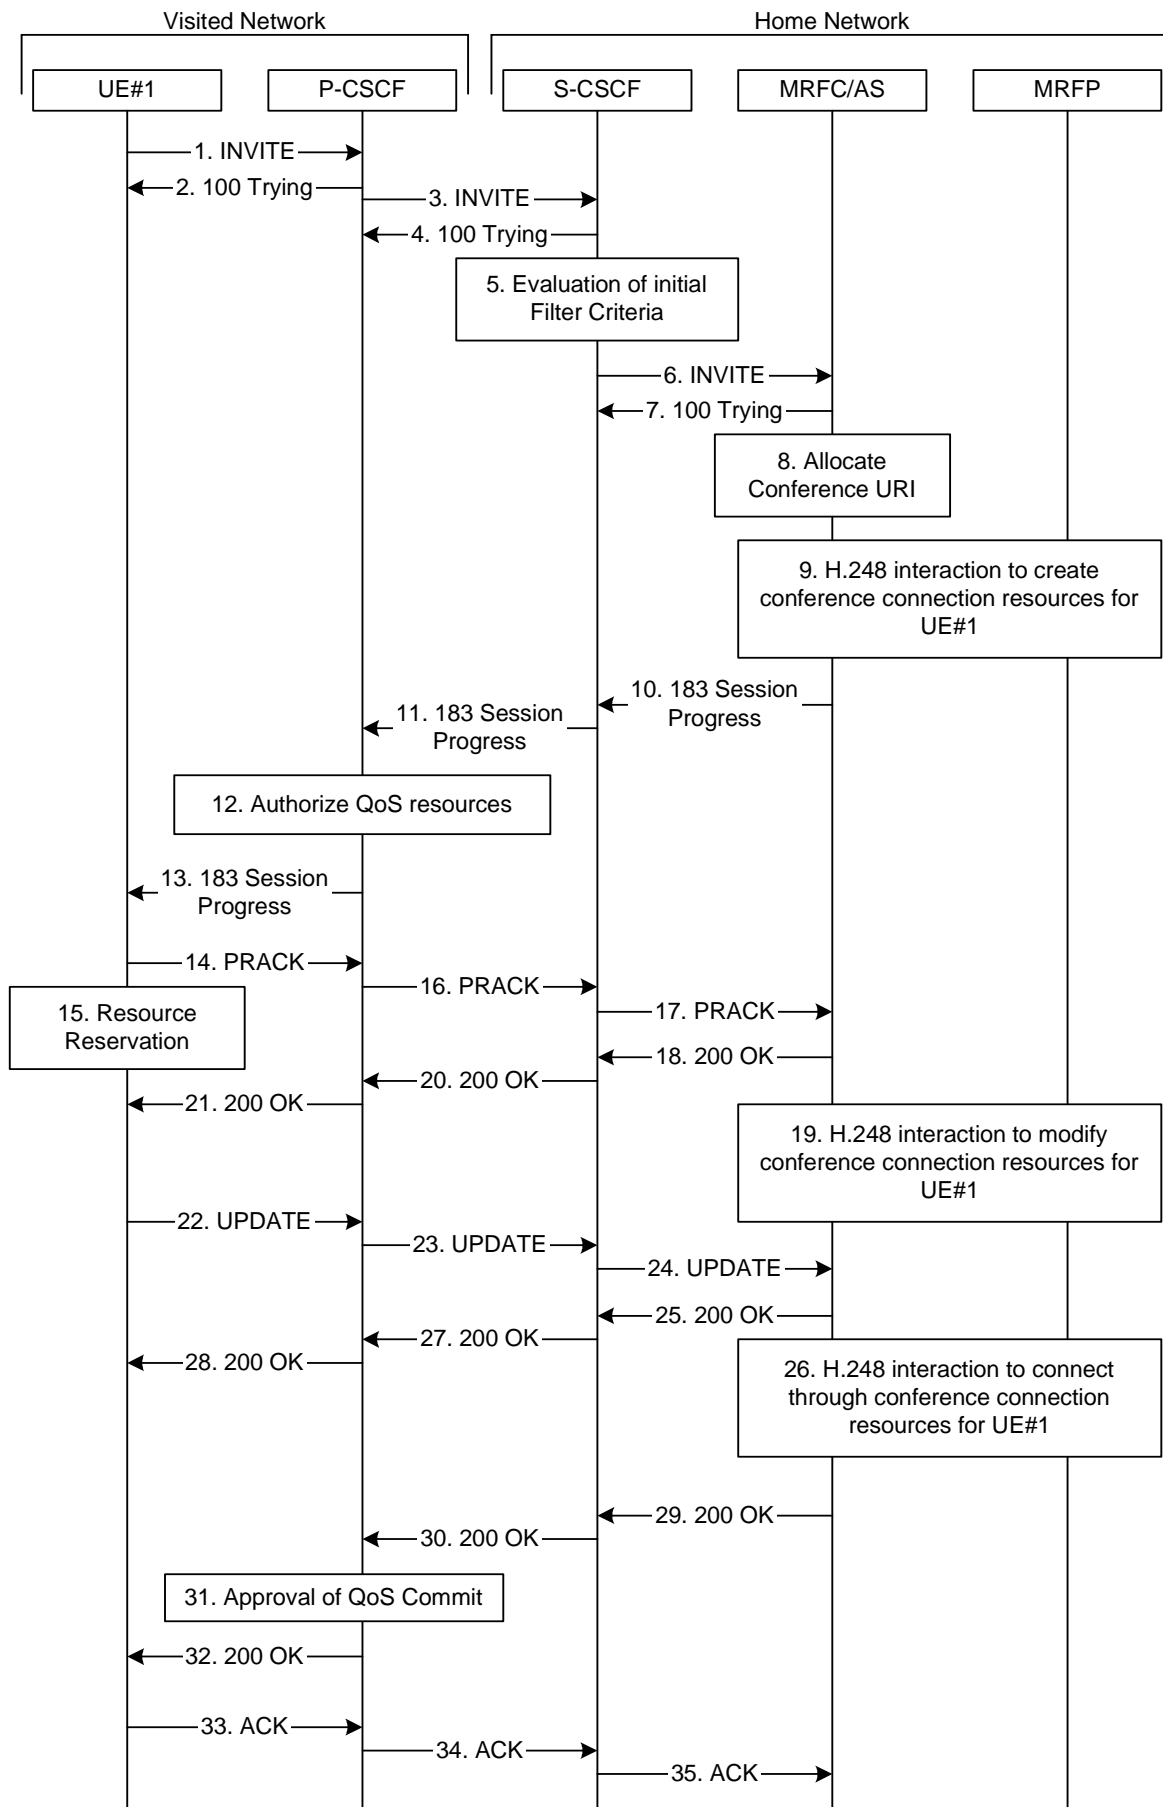 Visited Network
Home Network
UE#1
P-CSCF
S-CSCF
MRFC/AS
MRFP
1. INVITE
2. 100 Trying
3. INVITE
4. 100 Trying
5. Evaluation of initial
Filter Criteria
6. INVITE
7. 100 Trying
8. Allocate
Conference URI
9. H.248 interaction to create
conference connection resources for
UE#1
10. 183 Session
Progress
11. 183 Session
Progress
12. Authorize QoS resources
13. 183 Session
Progress
14. PRACK
15. Resource
Reservation
16. PRACK
17. PRACK
18. 200 OK
19. H.248 interaction to modify
conference connection resources for
UE#1
20. 200 OK
21. 200 OK
22. UPDATE
23. UPDATE
24. UPDATE
25. 200 OK
26. H.248 interaction to connect
through conference connection
resources for UE#1
27. 200 OK
28. 200 OK
29. 200 OK
30. 200 OK
31. Approval of QoS Commit
32. 200 OK
33. ACK
34. ACK
35. ACK